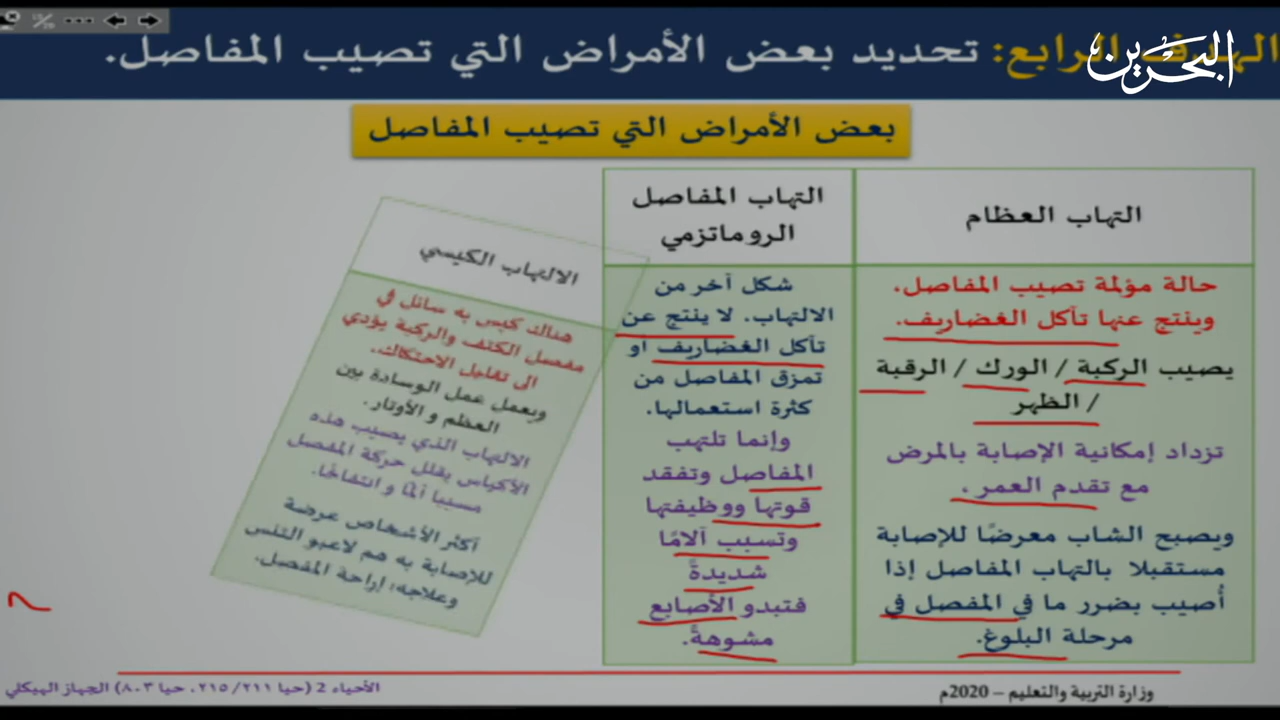 البحرين
الهدف الرابع: تحديد بعض الأمراض التي تصيب المفاصل.
بعض الأمراض التي تصيب المفاصل
التهاب العظام
حالة مؤلمة تصيب المفاصل،
وينتج عنها تآكل الغضاريف.
يصيب الركبة / الورك / الرقبة
/ الظهر
تزداد إمكانية الإصابة بالمرض
مع تقدم العمر.
ويصبح الشاب معرضًا للإصابة
مستقبلا بالتهاب المفاصل إذا
أُصيب بضرر ما في المفصل في
مرحلة البلوغ.
التهاب المفاصل
الروماتزمي
شكل آخر من
الالتهاب. لا ينتج عن
تآكل الغضاريف او
تمزق المفاصل من
كثرة استعمالها.
وإنما تلتهب
المفاصل وتفقد
قوتها ووظيفتها
وتسبب آلامًا
شديدةً
فتبدو الأصابع
مشوهةً.
الالتهاب الكيسي
هناك كيس به سائل في
مفصل الكتف والركبة يؤدي
الى تقليل الاحتكاك.
ويعمل عمل الوسادة بين
العظم و الأوتار.
الالتهاب الذي يصيب هذه
الأكياس يقلل حركة المفصل
مسببا ألمًا و انتفاخًا.
أكثر الأشخاص عرضة
للإصابة به هم لاعبو التنس
وعلاجه: إراحة المفصل.
وزارة التربية والتعليم – 2020م
الأحياء 2 (حيا ٢١١/ ٢١٥، حيا ٨٠٣) الجهاز الهيكلي